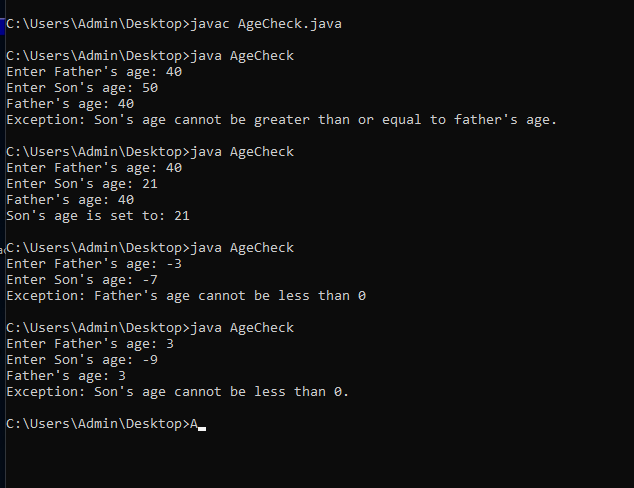 C:\Users\Admin\Desktop>javac AgeCheck.java
C:\Users\Admin\Desktop>java AgeCheck
Enter Father's age: 40
Enter Son's age: 50
Father's age: 40
Exception: Son's age cannot be greater than or equal to father's age.
C:\Users\Admin\Desktop>java AgeCheck
Enter Father's age: 40
Enter Son's age: 21
Father's age: 40
Son's age is set to: 21
C:\Users\Admin\Desktop>java AgeCheck
Enter Father's age: -3
Enter Son's age: -7
Exception: Father's age cannot be less than 0
C:\Users\Admin\Desktop>java AgeCheck
Enter Father's age: 3
Enter Son's age: -9
Father's age: 3
Exception: Son's age cannot be less than 0.
C:\Users\Admin\Desktop>A